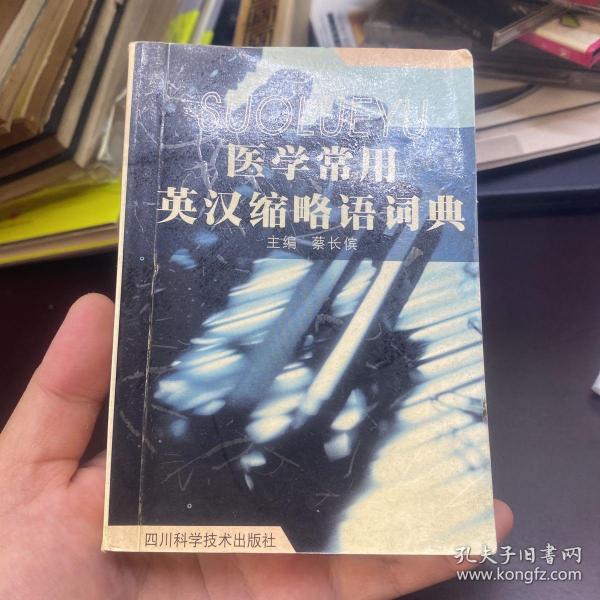 SUOLUEYU
医学常用
英汉缩略语词典
主编 蔡长傧
四川科学技术出版社
孔夫子旧书网
www.kongfz.com